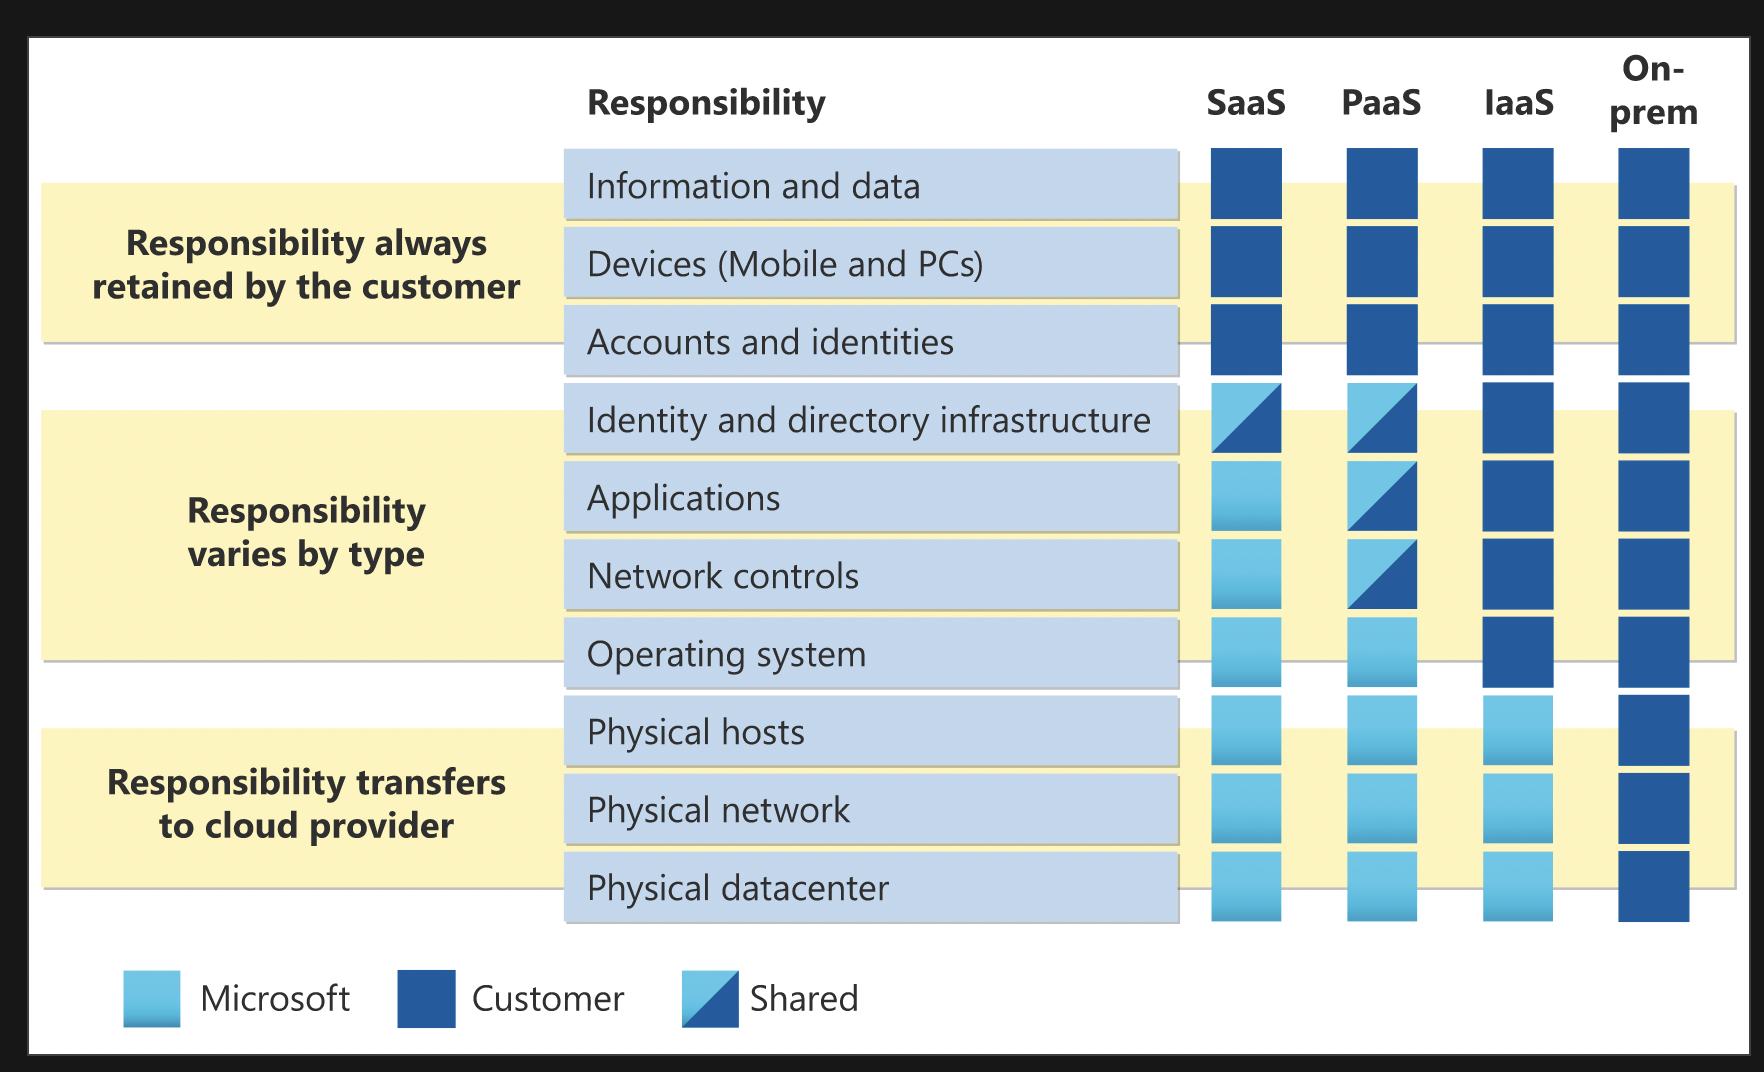 Responsibility
SaaS
PaaS
IaaS
On-
prem
Responsibility always
retained by the customer
Information and data
Devices (Mobile and PCs)
Accounts and identities
Responsibility
varies by type
Identity and directory infrastructure
Applications
Network controls
Operating system
Responsibility transfers
to cloud provider
Physical hosts
Physical network
Physical datacenter
Microsoft
Customer
Shared